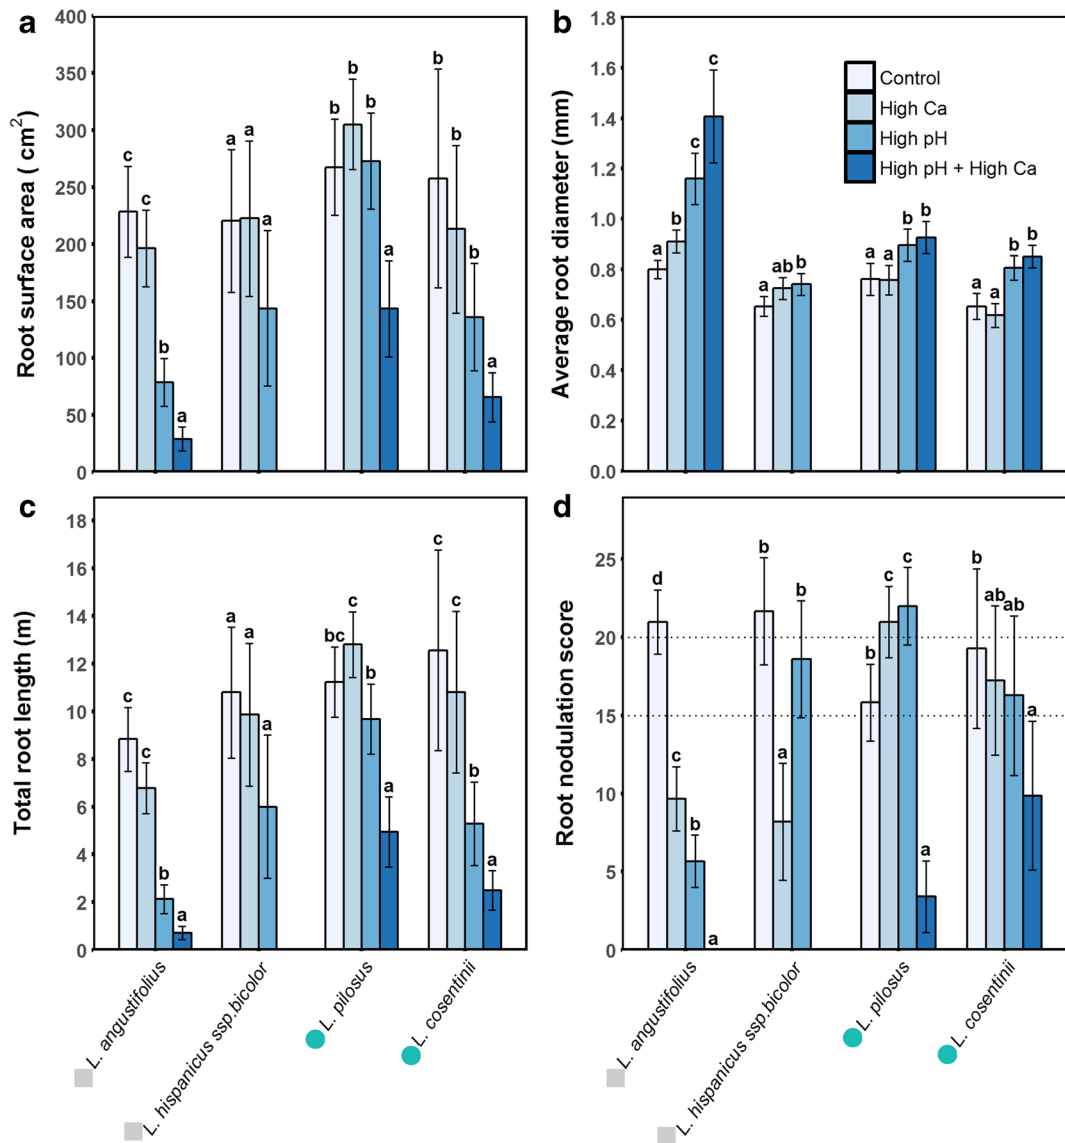 a
400
350
300
250
200
150
100
50
0
Root surface area ( cm²)
c c b a
a a a
b b b a
b b b a
b
1.8
1.6
1.4
1.2
1.0
0.8
0.6
0.4
0.2
0.0
Average root diameter (mm)
Control
High Ca
High pH
High pH + High Ca
a b c c
a ab b
a a b b
a a b b
c
18
16
14
12
10
8
6
4
2
0
Total root length (m)
c c b a
a a a
bc c b a
c c b a
L. angustifolius
L. hispanicus ssp.bicolor
L. pilosus
L. cosentinii
d
25
20
15
10
5
0
Root nodulation score
d c b a
b a b
b c c a
b ab ab a
L. angustifolius
L. hispanicus ssp.bicolor
L. pilosus
L. cosentinii